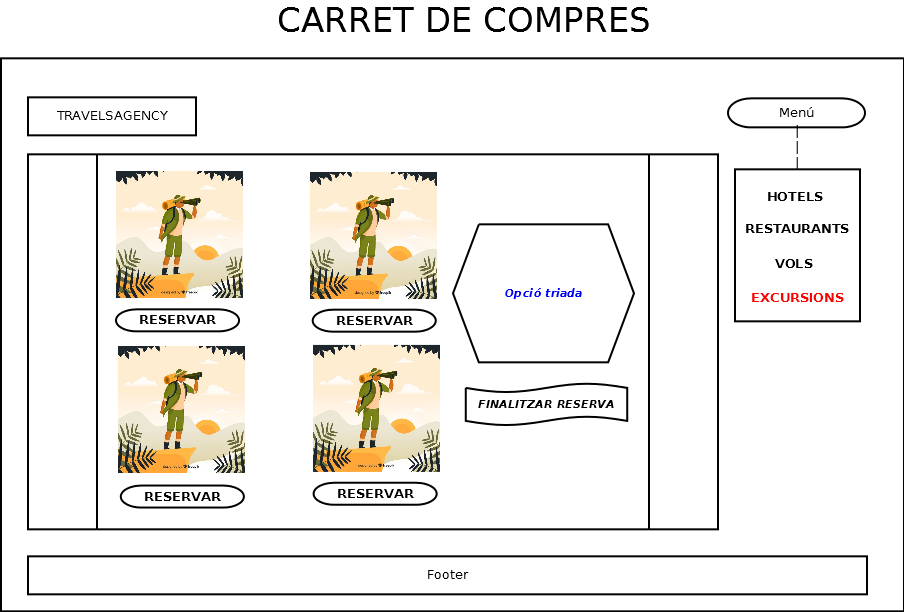 CARRET DE COMPRES
TRAVELSAGENCY
Menú
HOTELS
RESTAURANTS
VOLS
EXCURSIONS
RESERVAR
RESERVAR
Opció triada
FINALITZAR RESERVA
RESERVAR
RESERVAR
Footer